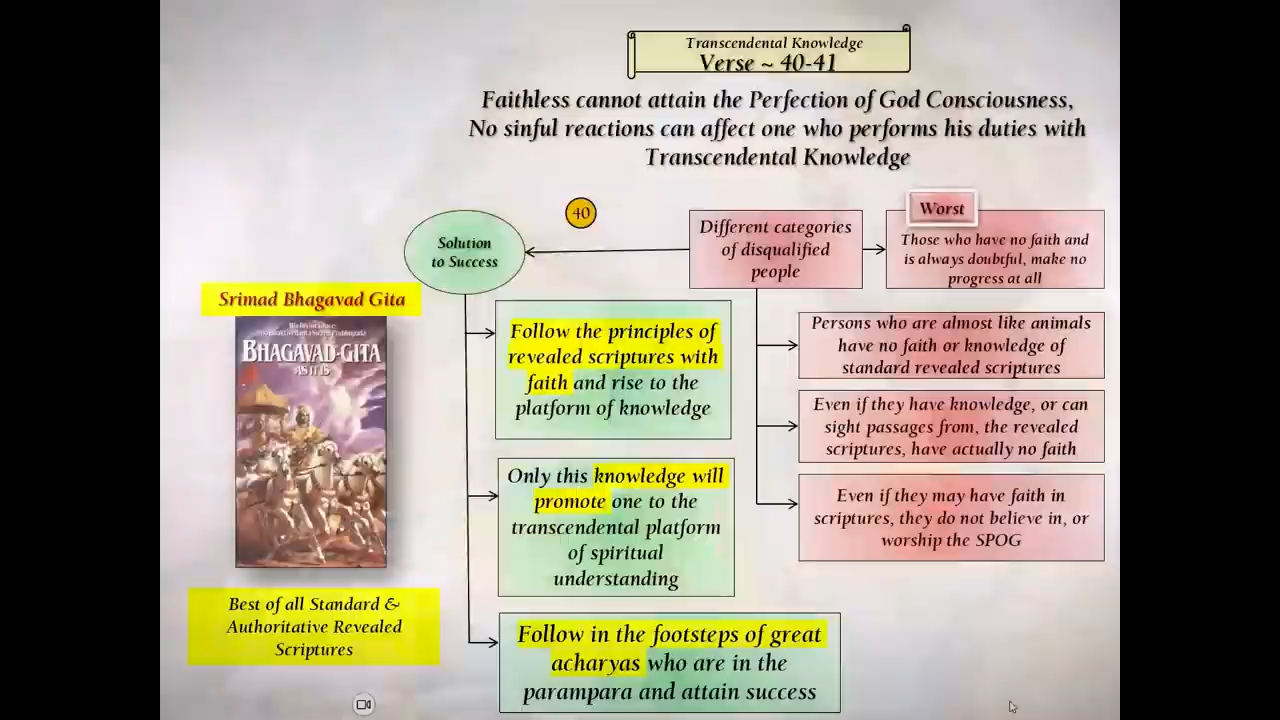 Transcendental Knowledge
Verse ~ 40-41
Faithless cannot attain the Perfection of God Consciousness,
No sinful reactions can affect one who performs his duties with
Transcendental Knowledge
40
Solution
to Success
Different categories
of disqualified
people
Worst
Those who have no faith and
is always doubtful, make no
progress at all
Srimad Bhagavad Gita
BHAGAVAD-GITA
AS IT IS
Best of all Standard &
Authoritative Revealed
Scriptures
Follow the principles of
revealed scriptures with
faith and rise to the
platform of knowledge
Only this knowledge will
promote one to the
transcendental platform
of spiritual
understanding
Follow in the footsteps of great
acharyas who are in the
parampara and attain success
Persons who are almost like animals
have no faith or knowledge of
standard revealed scriptures
Even if they have knowledge, or can
sight passages from, the revealed
scriptures, have actually no faith
Even if they may have faith in
scriptures, they do not believe in, or
worship the SPOG